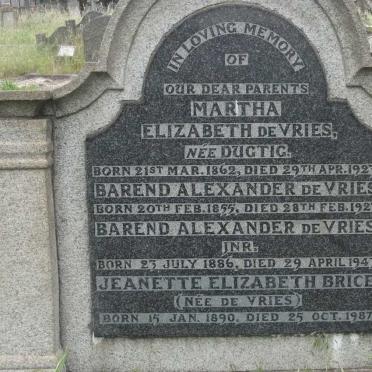 IN LOVING MEMORY
OF
OUR DEAR PARENTS
MARTHA
ELIZABETH DE VRIES,
NÉE DUGTIG.
BORN 21ST MAR. 1862, DIED 29TH APR. 192
BAREND ALEXANDER DE VRIES
BORN 20TH FEB. 1855, DIED 28TH FEB. 192
BAREND ALEXANDER DE VRIES
JNR.
BORN 23 JULY 1886, DIED 29 APRIL 194
JEANETTE ELIZABETH BRICE
(NÉE DE VRIES)
BORN 15 JAN. 1890, DIED 25 OCT. 1987